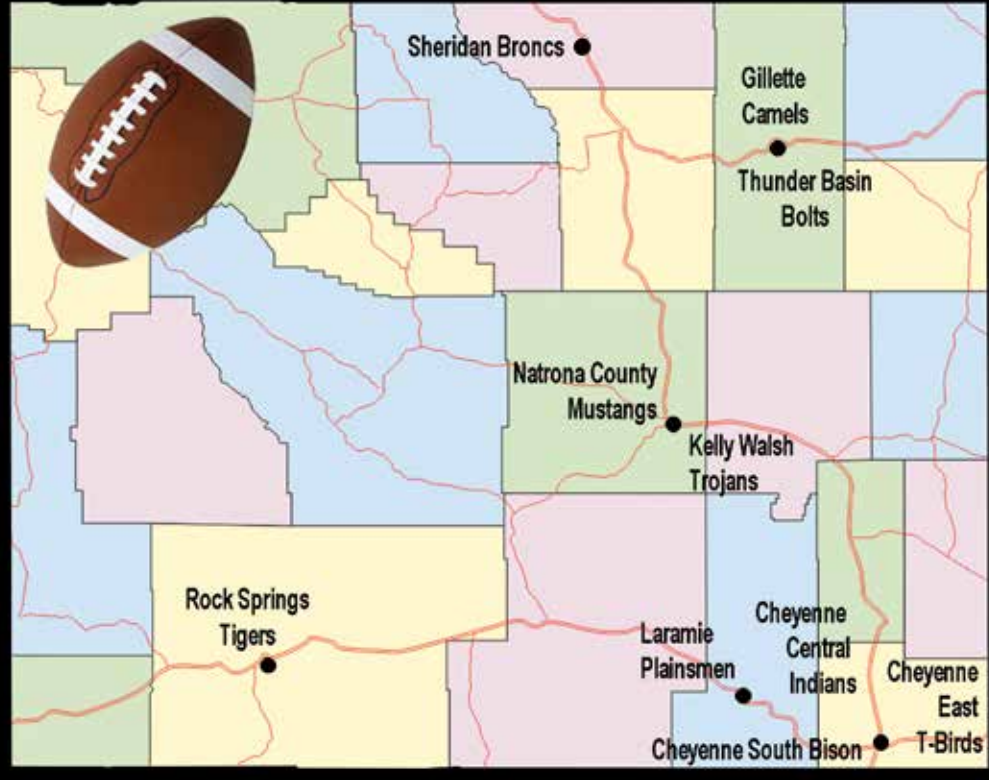 Sheridan Broncs
Gillette
Camels
Thunder Basin
Bolts
Natrona County
Mustangs
Kelly Walsh
Trojans
Rock Springs
Tigers
Laramie
Plainsmen
Cheyenne
Central
Indians
Cheyenne
East
T-Birds
Cheyenne South Bison